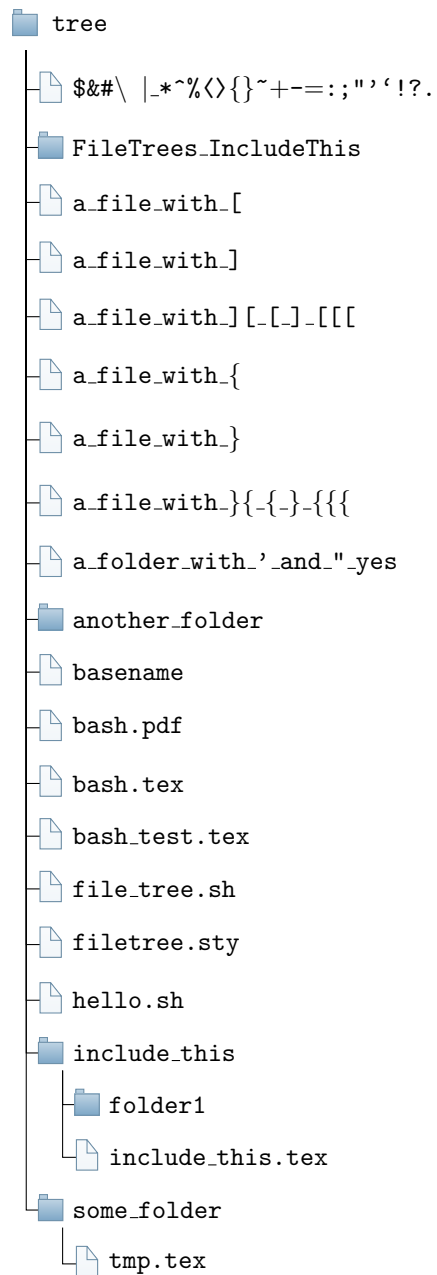 tree
$&#\ |_*^%⟨⟩{}~+-=:;"'‘!?.
FileTrees_IncludeThis
a_file_with_[
a_file_with_]
a_file_with_][_[_]_[[[
a_file_with_{
a_file_with_}
a_file_with_}{_{_}_{{{
a_folder_with_'_and_"_yes
another_folder
basename
bash.pdf
bash.tex
bash_test.tex
file_tree.sh
filetree.sty
hello.sh
include_this
folder1
include_this.tex
some_folder
tmp.tex